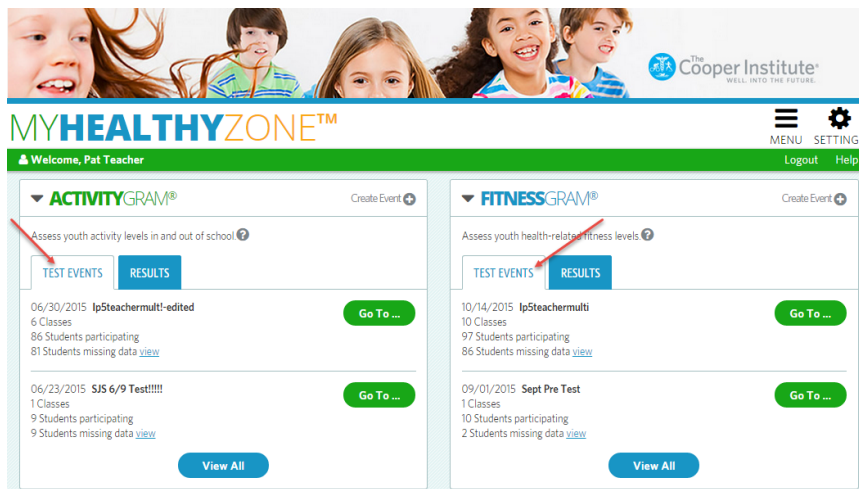 The Cooper Institute®
WELL. INTO THE FUTURE.
MYHEALTHYZONE™
MENU SETTING
Welcome, Pat Teacher
Logout Help
ACTIVITYGRAM®
Create Event
Assess youth activity levels in and out of school.
TEST EVENTS RESULTS
06/30/2015 lp5teachermult!-edited
6 Classes
86 Students participating
81 Students missing data view
Go To ...
06/23/2015 SJS 6/9 Test!!!!!
1 Classes
9 Students participating
9 Students missing data view
Go To ...
View All
FITNESSGRAM®
Create Event
Assess youth health-related fitness levels.
TEST EVENTS RESULTS
10/14/2015 lp5teachermulti
10 Classes
97 Students participating
86 Students missing data view
Go To ...
09/01/2015 Sept Pre Test
1 Classes
10 Students participating
2 Students missing data view
Go To ...
View All